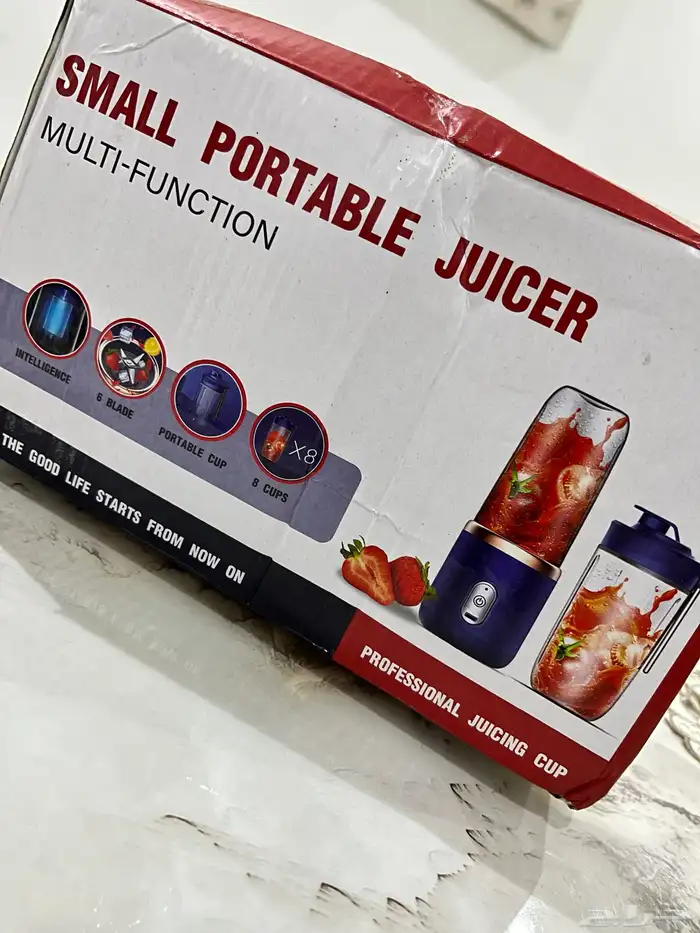 SMALL PORTABLE JUICER
MULTI-FUNCTION
INTELLIGENCE
6 BLADE
PORTABLE CUP
X8
8 CUPS
THE GOOD LIFE STARTS FROM NOW ON
PROFESSIONAL JUICING CUP